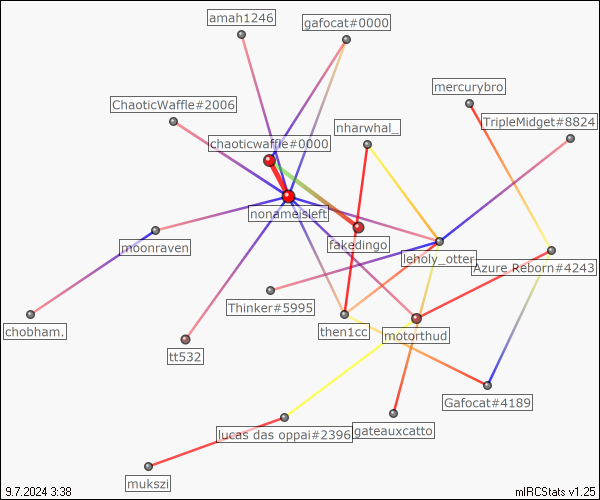 amah1246
gafocat#0000
mercurybro
ChaoticWaffle#2006
TripleMidget#8824
nharwhal_
chaoticwaffle#0000
nonameisleft
fakedingo
moonraven
leholy_otter
Azure Reborn#4243
Thinker#5995
chobham.
then1cc
motorthud
tt532
Gafocat#4189
lucas das oppai#2396
gateauxcatto
mukszi
9.7.2024 3:38
mIRCStats v1.25